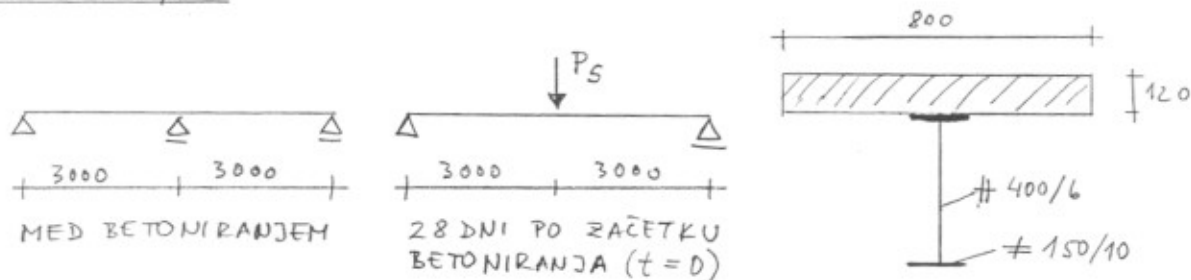 800
P5
120
3000 3000
3000 3000
# 400/6
MED BETONIRANJEM
28 DNI PO ZAČETKU
BETONIRANJA (t = 0)
≠ 150/10